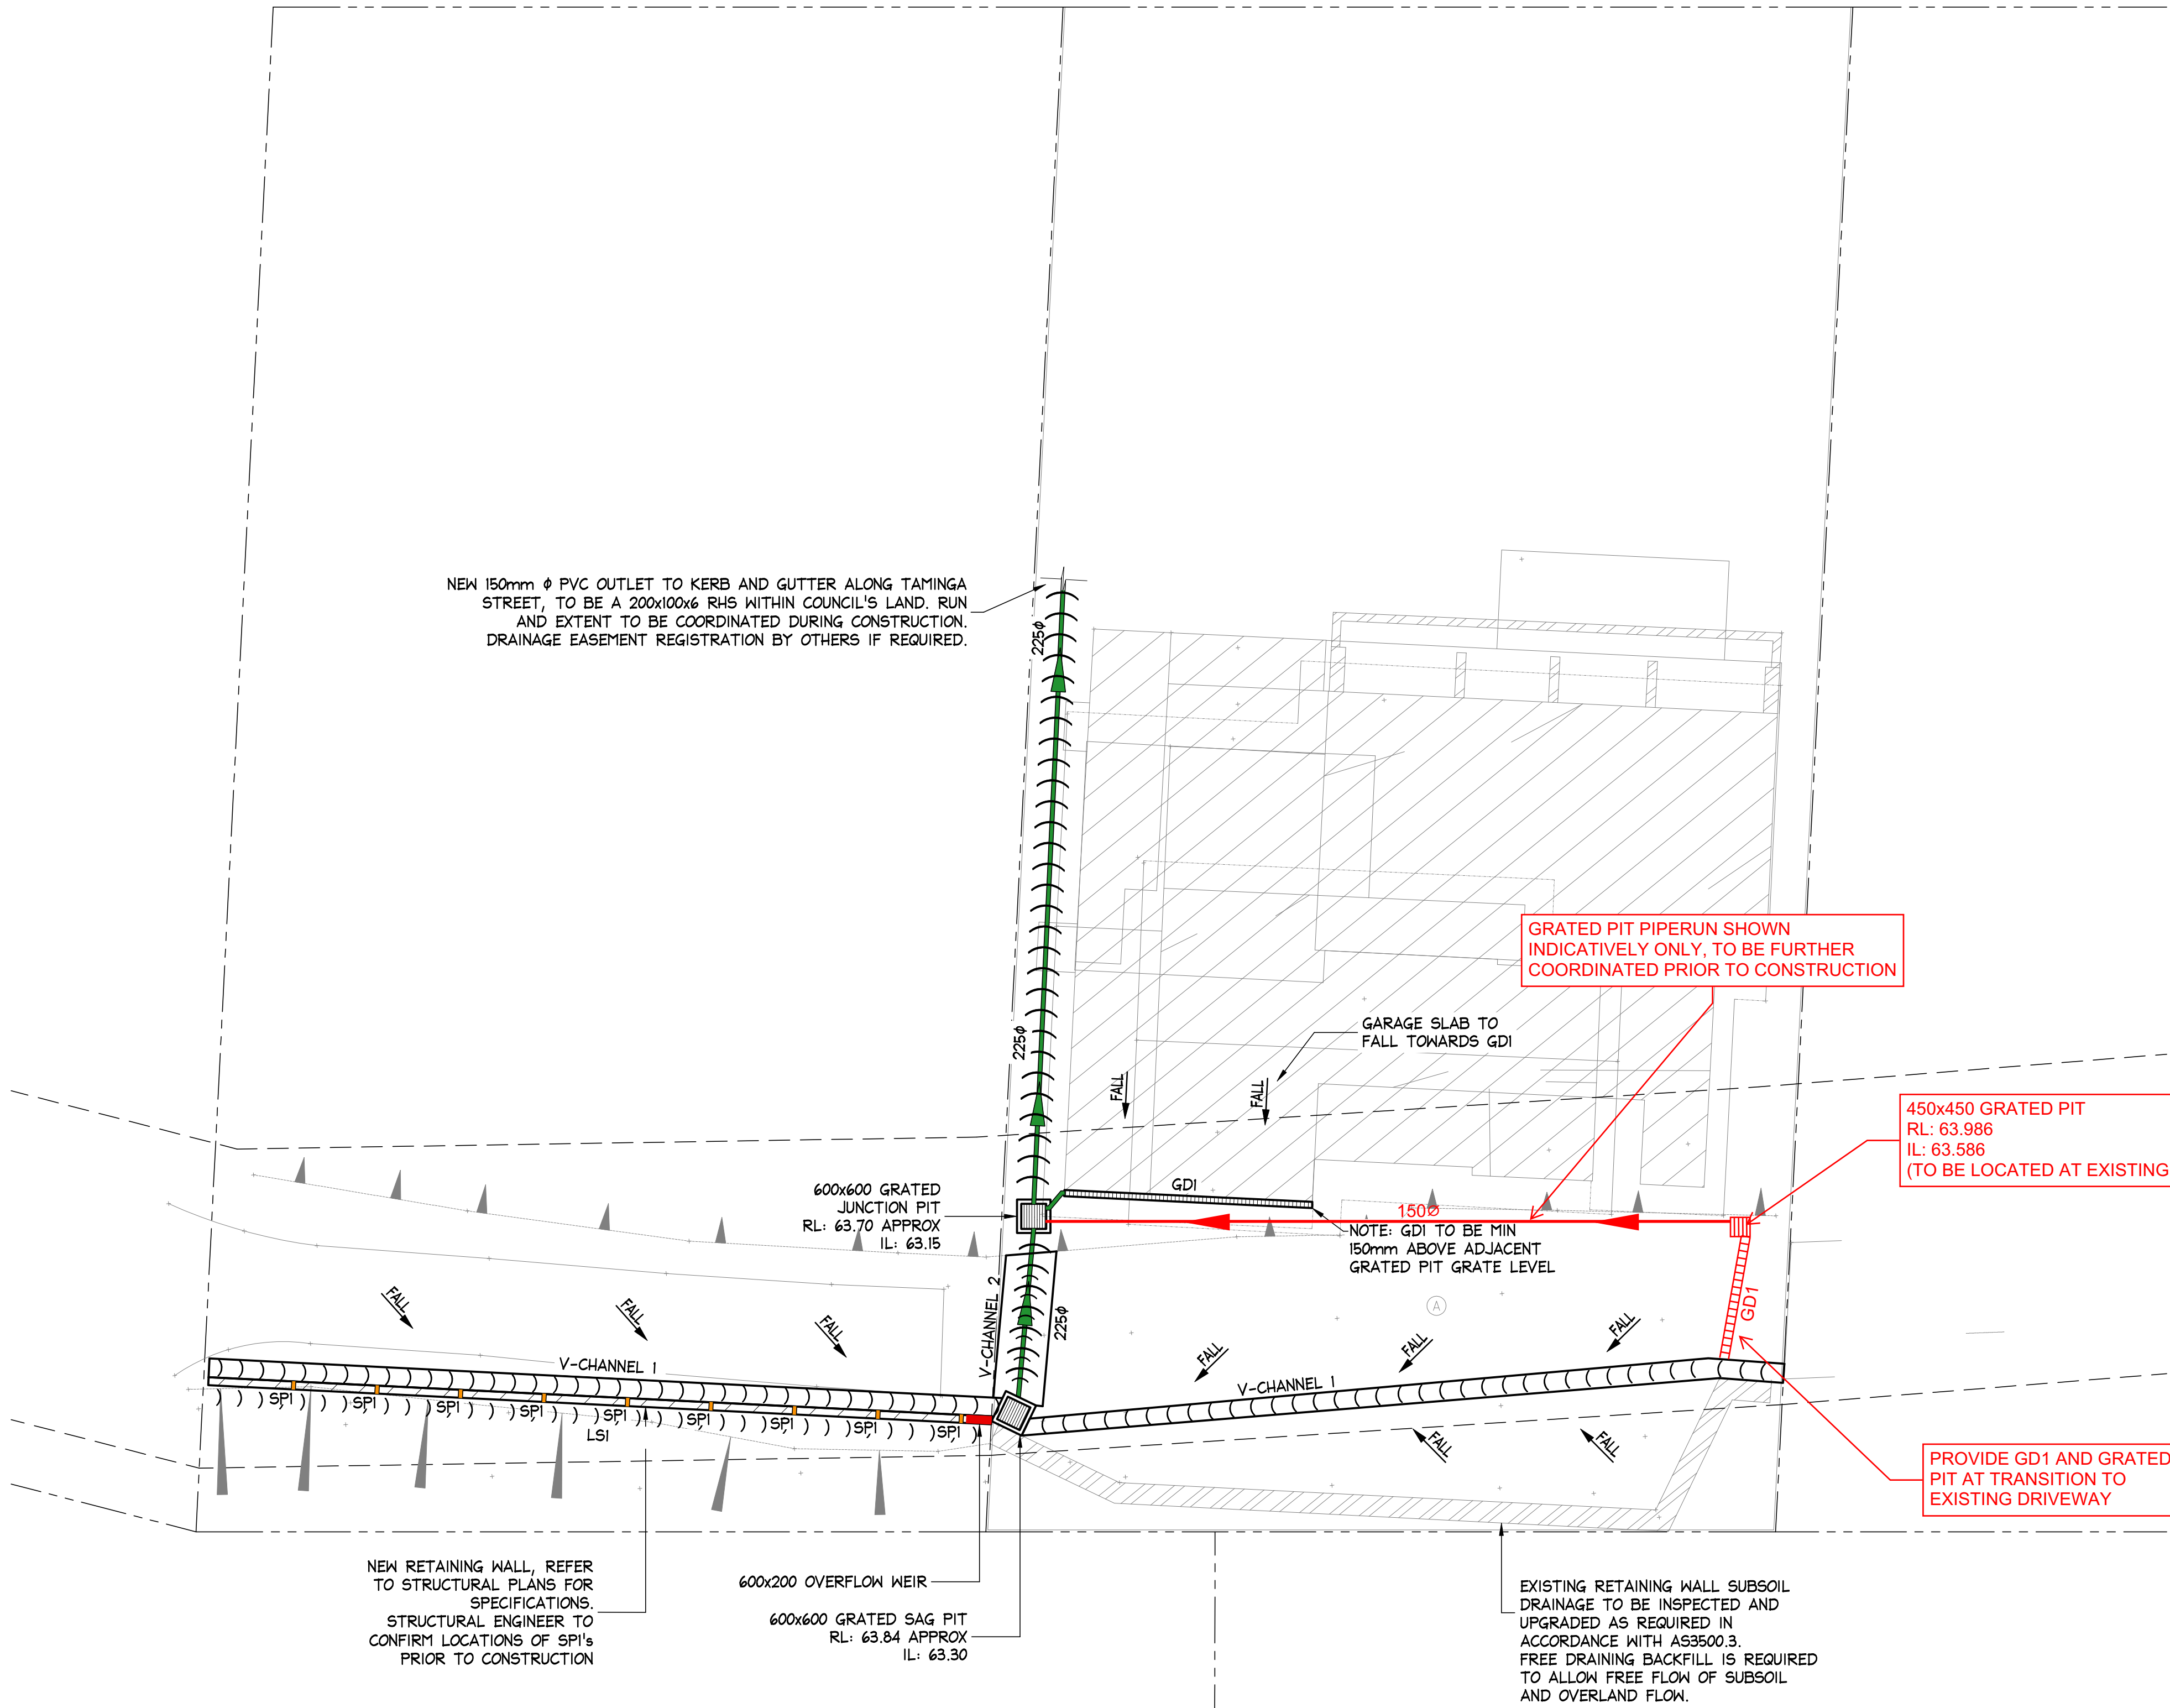 NEW 150mm Ø PVC OUTLET TO KERB AND GUTTER ALONG TAMINGA
STREET, TO BE A 200x100x6 RHS WITHIN COUNCIL'S LAND. RUN
AND EXTENT TO BE COORDINATED DURING CONSTRUCTION.
DRAINAGE EASEMENT REGISTRATION BY OTHERS IF REQUIRED.
225Ø
GRATED PIT PIPERUN SHOWN
INDICATIVELY ONLY, TO BE FURTHER
COORDINATED PRIOR TO CONSTRUCTION
225Ø
GARAGE SLAB TO
FALL TOWARDS GD1
FALL
FALL
450x450 GRATED PIT
RL: 63.986
IL: 63.586
(TO BE LOCATED AT EXISTING
600x600 GRATED
JUNCTION PIT
RL: 63.70 APPROX
IL: 63.15
GD1
150Ø
NOTE: GD1 TO BE MIN
150mm ABOVE ADJACENT
GRATED PIT GRATE LEVEL
V-CHANNEL 2
225Ø
A
GD1
FALL
FALL
FALL
FALL
FALL
FALL
V-CHANNEL 1
V-CHANNEL 1
SP1
SP1
SP1
SP1
SP1
SP1
SP1
SP1
SP1
LS1
FALL
FALL
PROVIDE GD1 AND GRATED
PIT AT TRANSITION TO
EXISTING DRIVEWAY
NEW RETAINING WALL, REFER
TO STRUCTURAL PLANS FOR
SPECIFICATIONS.
STRUCTURAL ENGINEER TO
CONFIRM LOCATIONS OF SP1's
PRIOR TO CONSTRUCTION
600x200 OVERFLOW WEIR
600x600 GRATED SAG PIT
RL: 63.84 APPROX
IL: 63.30
EXISTING RETAINING WALL SUBSOIL
DRAINAGE TO BE INSPECTED AND
UPGRADED AS REQUIRED IN
ACCORDANCE WITH AS3500.3.
FREE DRAINING BACKFILL IS REQUIRED
TO ALLOW FREE FLOW OF SUBSOIL
AND OVERLAND FLOW.